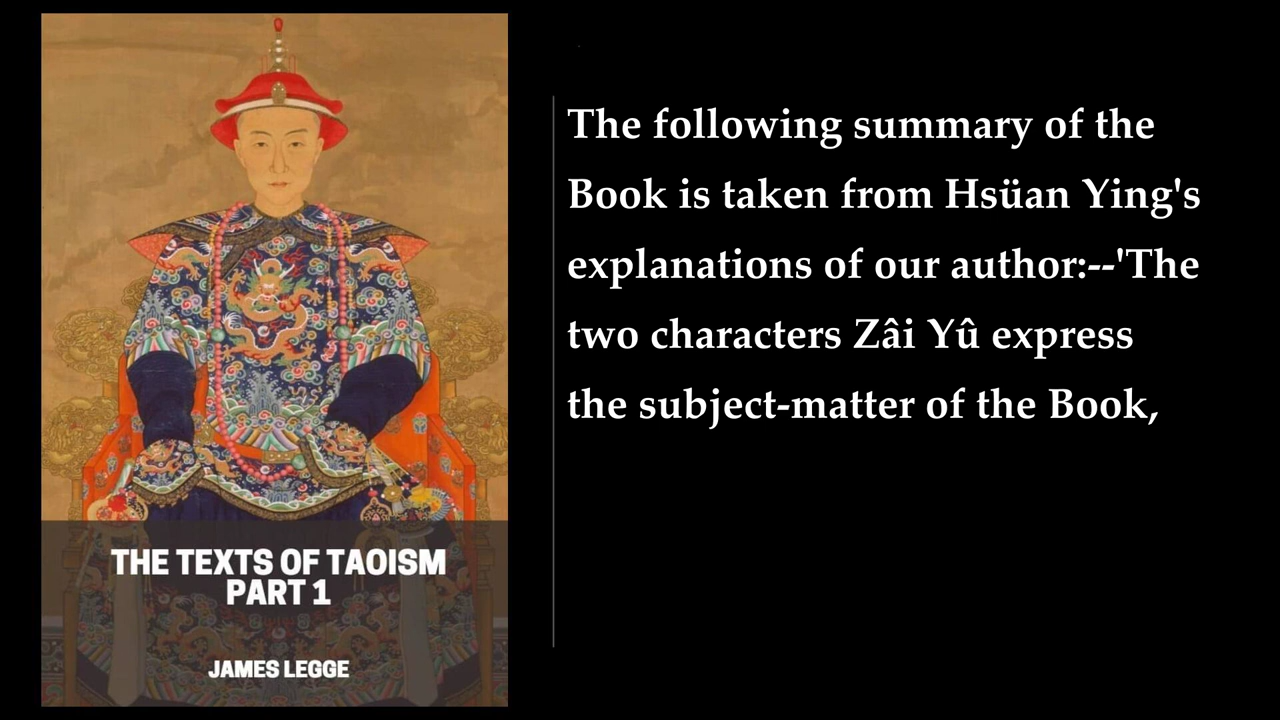 THE TEXTS OF TAOISM
PART 1
JAMES LEGGE
The following summary of the
Book is taken from Hsüan Ying's
explanations of our author:--'The
two characters Zâi Yû express
the subject-matter of the Book,